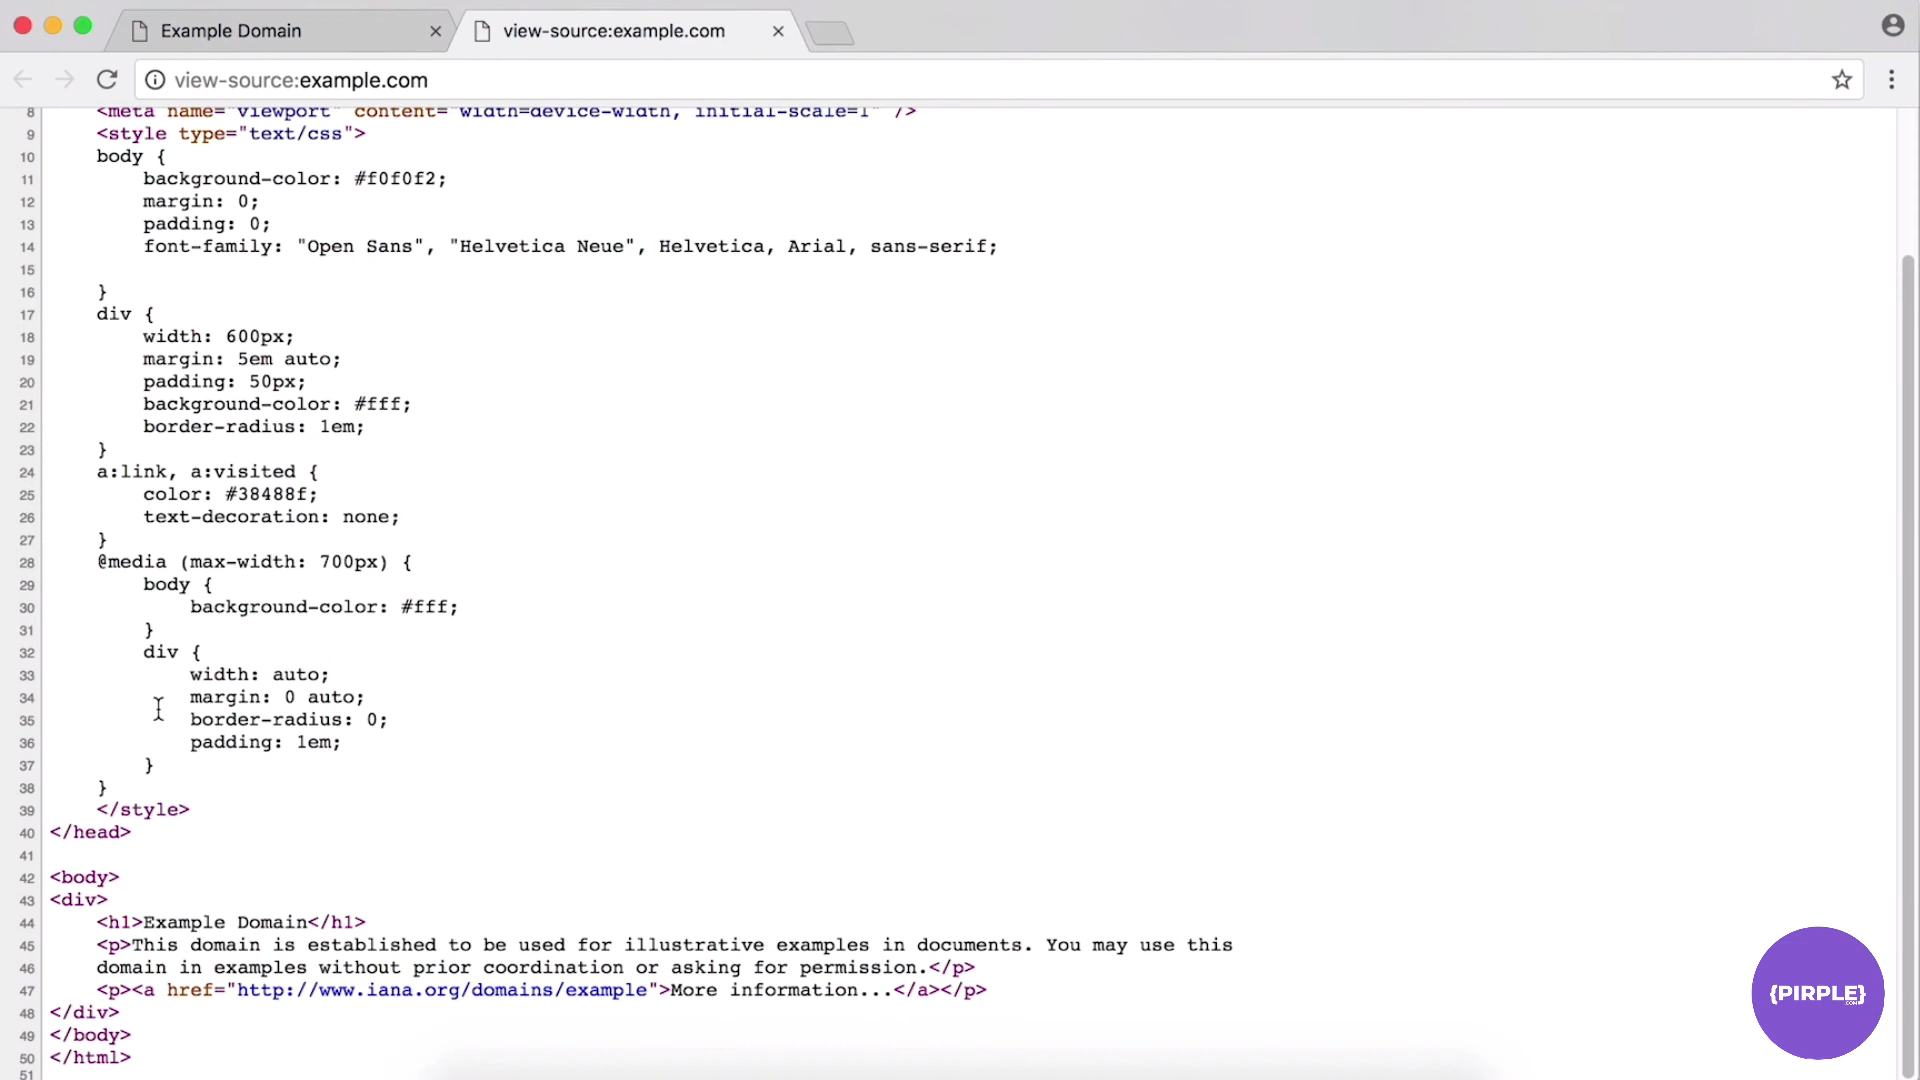 Example Domain
view-source:example.com
view-source:example.com
8 <meta name="viewport" content="width=device-width, initial-scale=1" />
9 <style type="text/css">
10 body {
11 background-color: #f0f0f2;
12 margin: 0;
13 padding: 0;
14 font-family: "Open Sans", "Helvetica Neue", Helvetica, Arial, sans-serif;
15
16 }
17 div {
18 width: 600px;
19 margin: 5em auto;
20 padding: 50px;
21 background-color: #fff;
22 border-radius: 1em;
23 }
24 a:link, a:visited {
25 color: #38488f;
26 text-decoration: none;
27 }
28 @media (max-width: 700px) {
29 body {
30 background-color: #fff;
31 }
32 div {
33 width: auto;
34 margin: 0 auto;
35 border-radius: 0;
36 padding: 1em;
37 }
38 }
39 </style>
40 </head>
41
42 <body>
43 <div>
44 <h1>Example Domain</h1>
45 <p>This domain is established to be used for illustrative examples in documents. You may use this
46 domain in examples without prior coordination or asking for permission.</p>
47 <p><a href="http://www.iana.org/domains/example">More information...</a></p>
48 </div>
49 </body>
50 </html>
51
{PIRPLE}
.COM